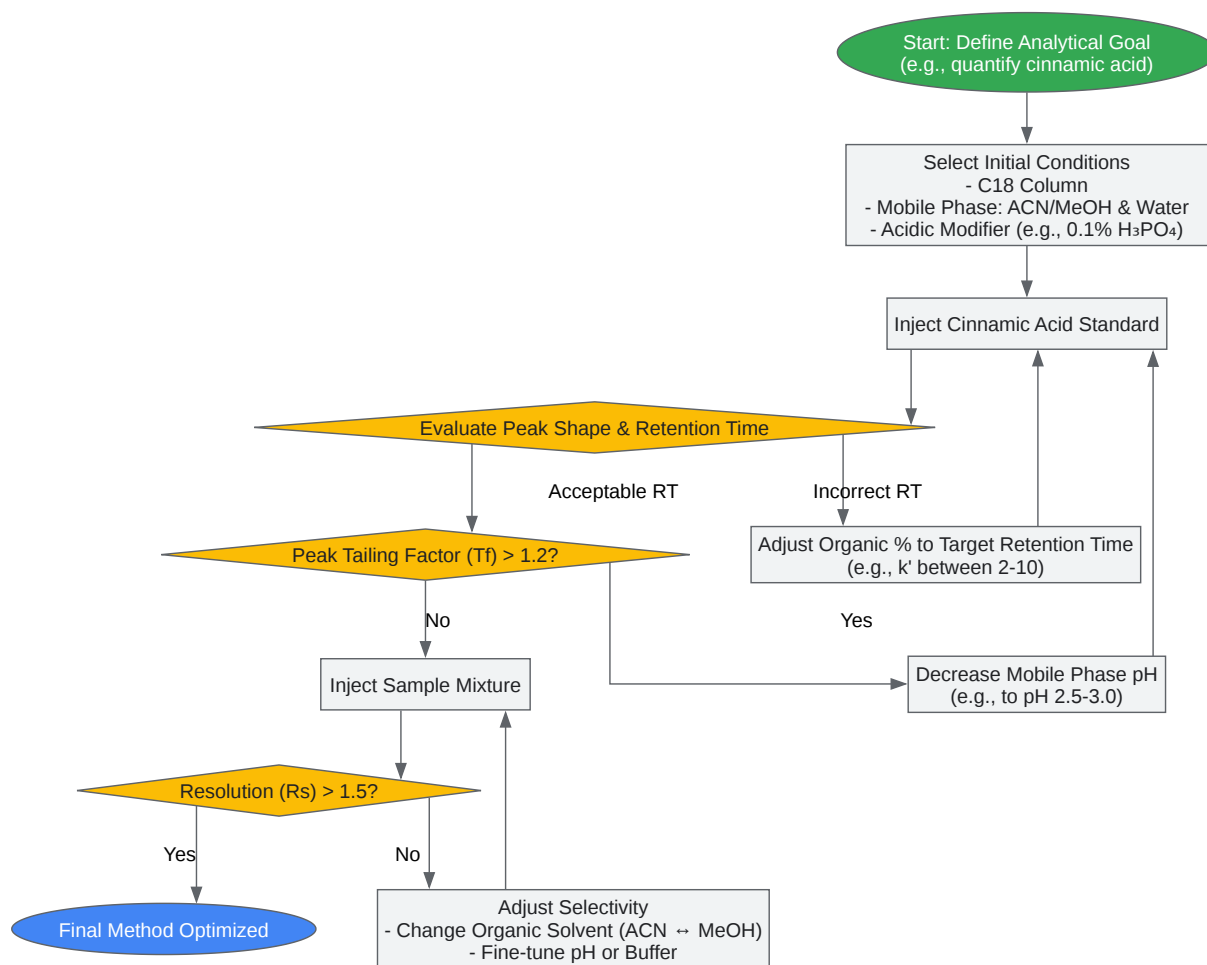 Start: Define Analytical Goal
(e.g., quantify cinnamic acid)
Select Initial Conditions
- C18 Column
- Mobile Phase: ACN/MeOH & Water
- Acidic Modifier (e.g., 0.1% H₃PO₄)
Inject Cinnamic Acid Standard
Evaluate Peak Shape & Retention Time
Acceptable RT
Incorrect RT
Peak Tailing Factor (Tf) > 1.2?
Adjust Organic % to Target Retention Time
(e.g., k' between 2-10)
No
Yes
Inject Sample Mixture
Decrease Mobile Phase pH
(e.g., to pH 2.5-3.0)
Resolution (Rs) > 1.5?
Yes
No
Final Method Optimized
Adjust Selectivity
- Change Organic Solvent (ACN ↔ MeOH)
- Fine-tune pH or Buffer